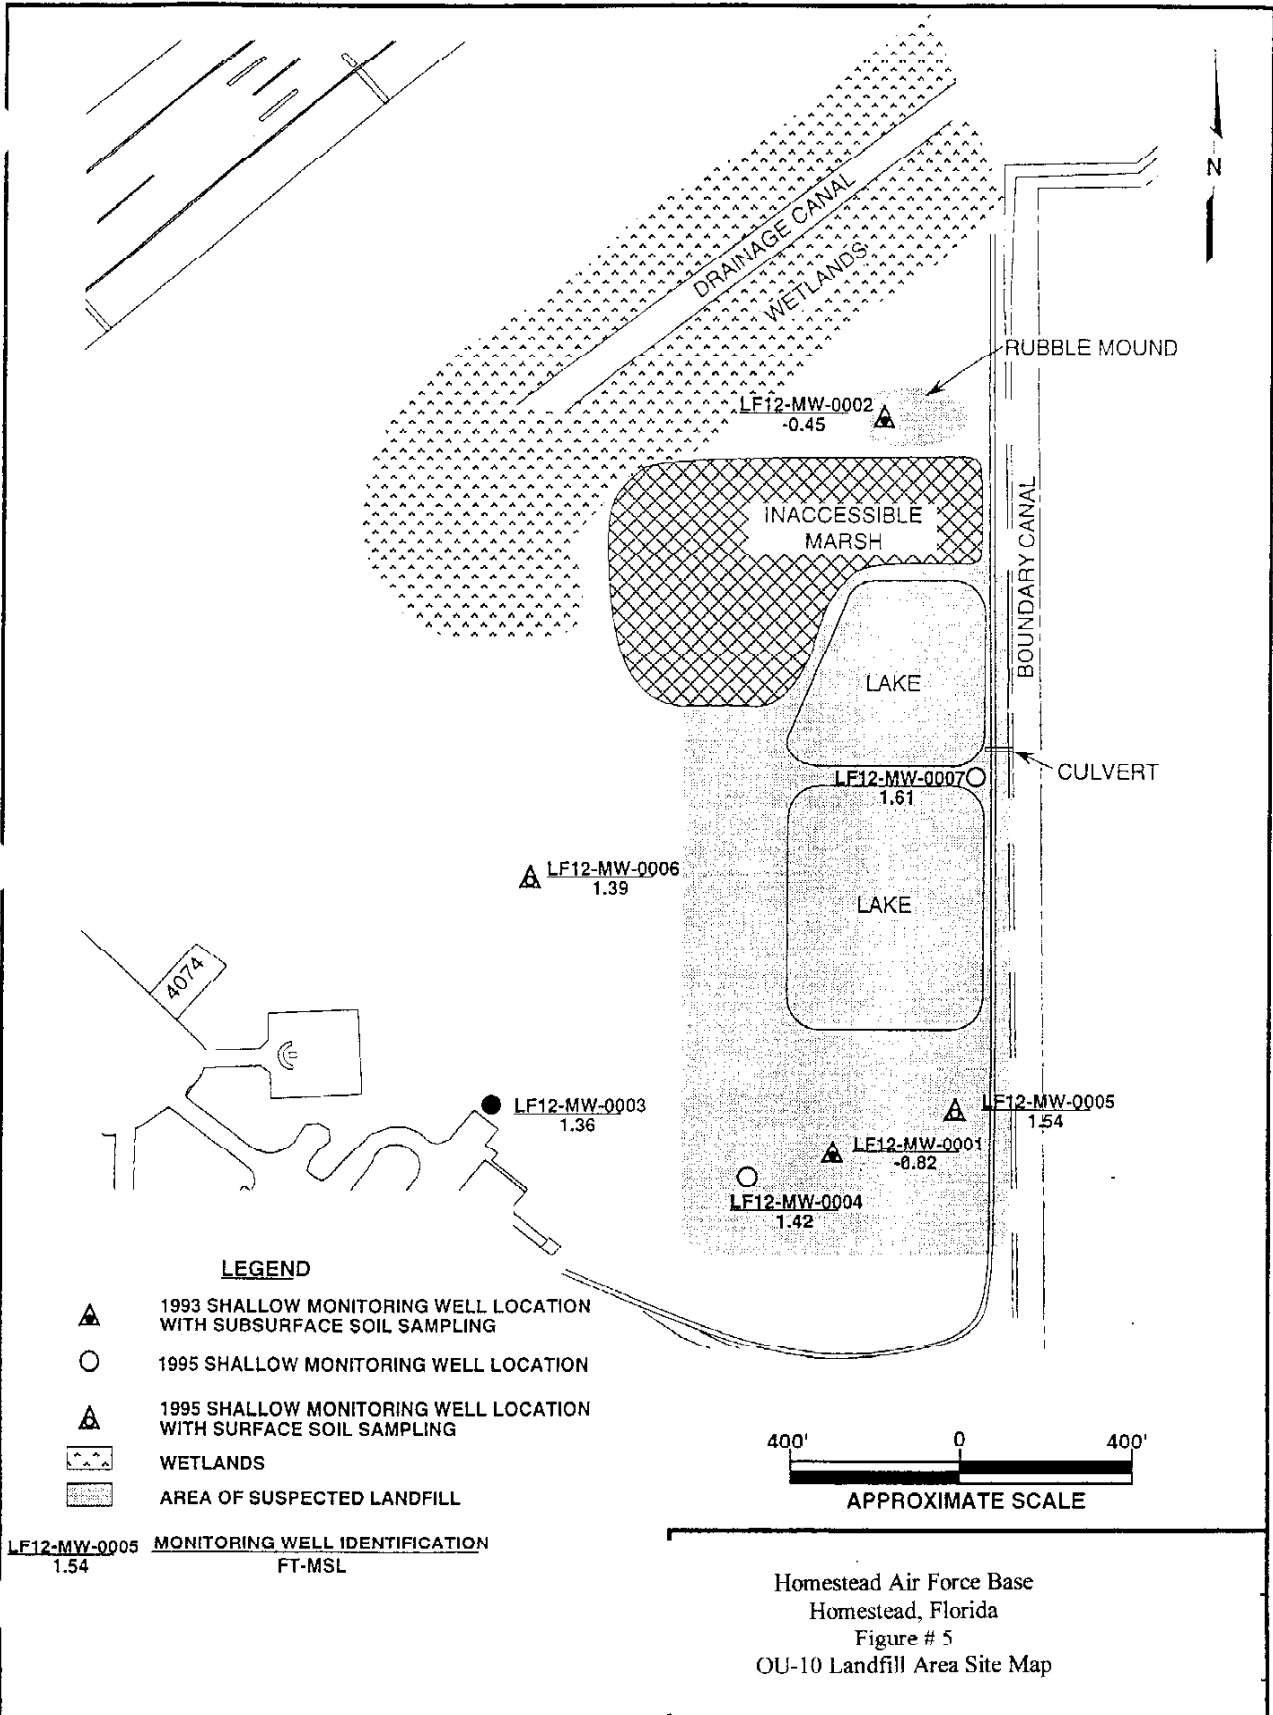 N
DRAINAGE CANAL
WETLANDS
RUBBLE MOUND
LF12-MW-0002
-0.45
INACCESSIBLE
MARSH
BOUNDARY CANAL
LAKE
CULVERT
LF12-MW-0007
1.61
LF12-MW-0006
1.39
LAKE
4074
LF12-MW-0003
1.36
LF12-MW-0005
1.54
LF12-MW-0001
-0.82
LF12-MW-0004
1.42
LEGEND
1993 SHALLOW MONITORING WELL LOCATION
WITH SUBSURFACE SOIL SAMPLING
1995 SHALLOW MONITORING WELL LOCATION
1995 SHALLOW MONITORING WELL LOCATION
WITH SURFACE SOIL SAMPLING
WETLANDS
AREA OF SUSPECTED LANDFILL
LF12-MW-0005 MONITORING WELL IDENTIFICATION
1.54 FT-MSL
400' 0 400'
APPROXIMATE SCALE
Homestead Air Force Base
Homestead, Florida
Figure # 5
OU-10 Landfill Area Site Map